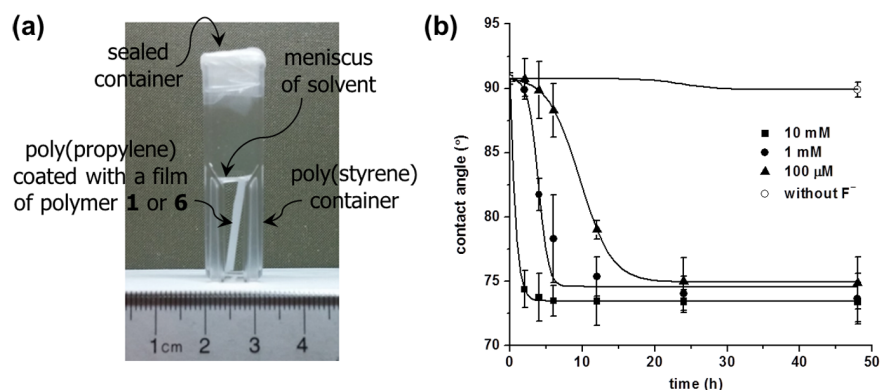 (a)
sealed
container
meniscus
of solvent
poly(propylene)
coated with a film
of polymer 1 or 6
poly(styrene)
container
1 cm 2 3 4
(b)
contact angle (°)
95
90
85
80
75
70
10 mM
1 mM
100 μM
without F⁻
0 10 20 30 40 50
time (h)